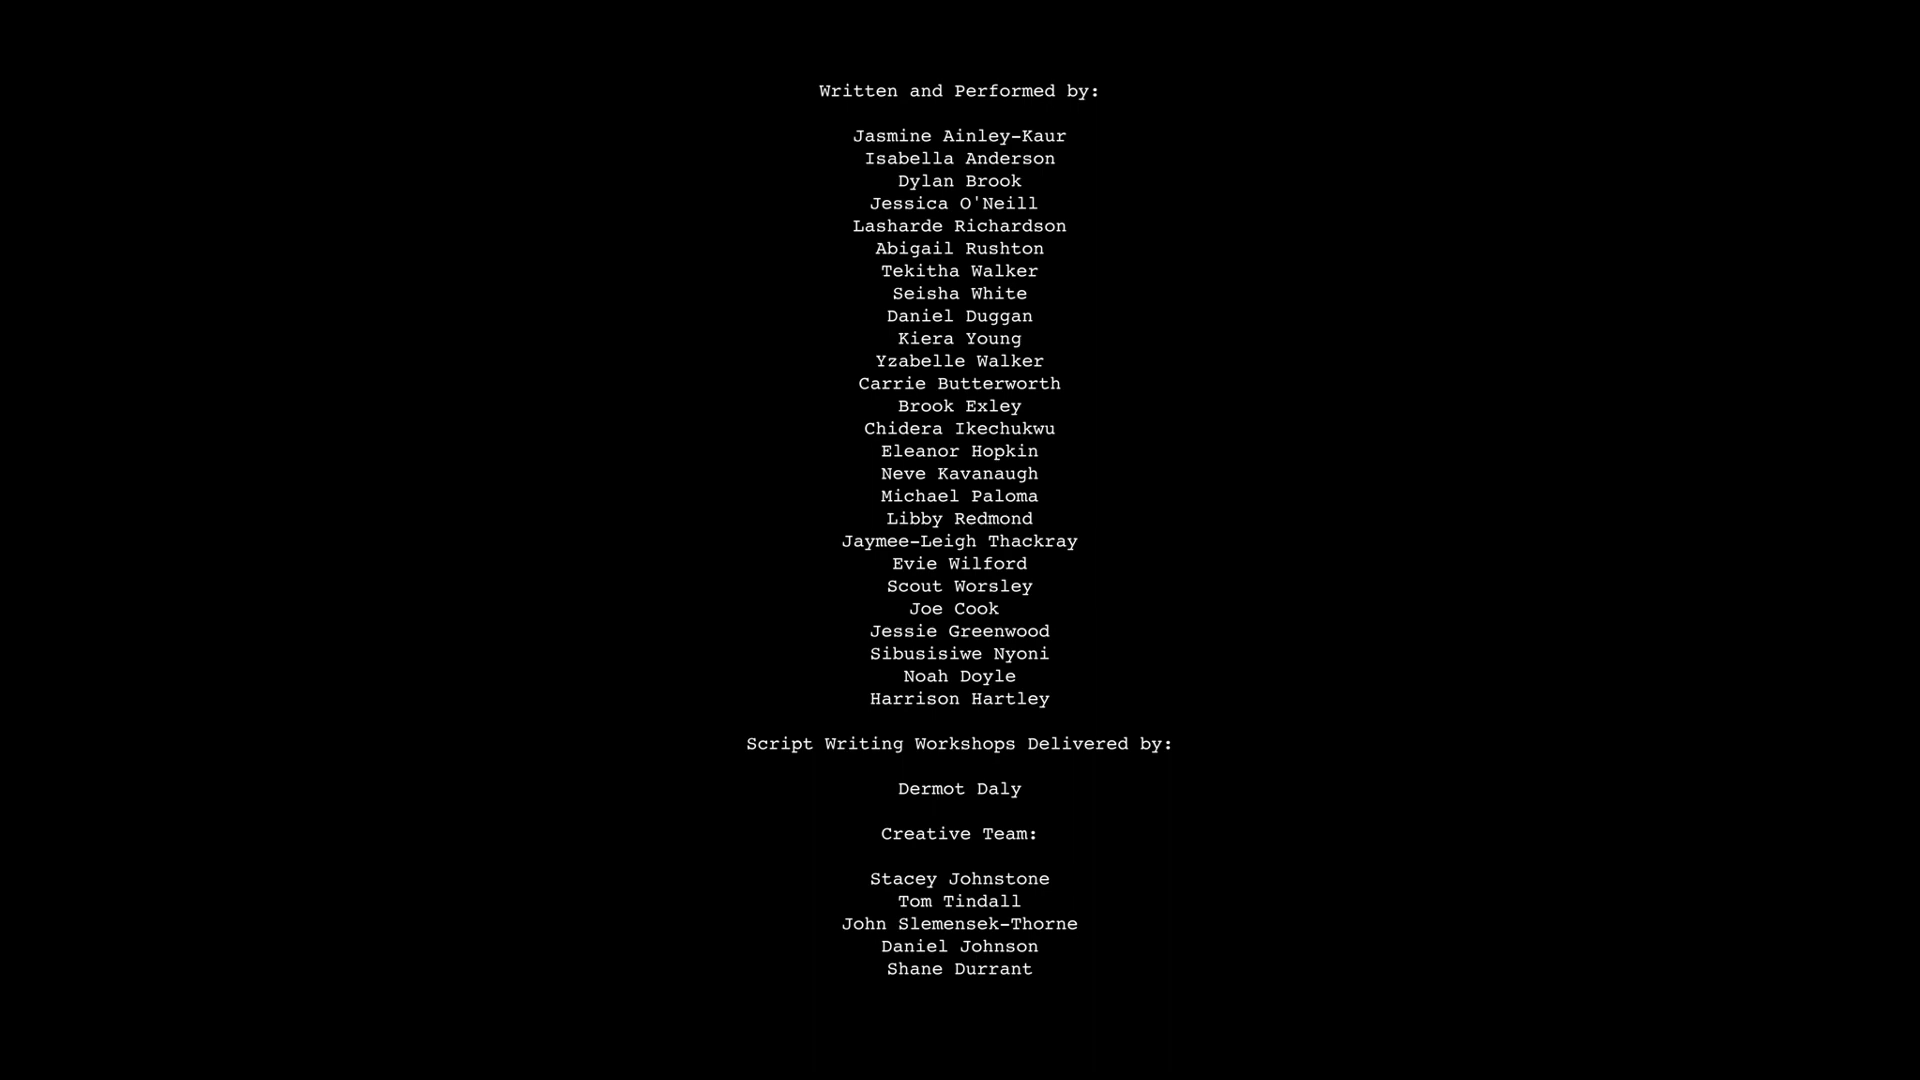 Written and Performed by:
Jasmine Ainley-Kaur
Isabella Anderson
Dylan Brook
Jessica O'Neill
Lasharde Richardson
Abigail Rushton
Tekitha Walker
Seisha White
Daniel Duggan
Kiera Young
Yzabelle Walker
Carrie Butterworth
Brook Exley
Chidera Ikechukwu
Eleanor Hopkin
Neve Kavanaugh
Michael Paloma
Libby Redmond
Jaymee-Leigh Thackray
Evie Wilford
Scout Worsley
Joe Cook
Jessie Greenwood
Sibusisiwe Nyoni
Noah Doyle
Harrison Hartley
Script Writing Workshops Delivered by:
Dermot Daly
Creative Team:
Stacey Johnstone
Tom Tindall
John Slemensek-Thorne
Daniel Johnson
Shane Durrant